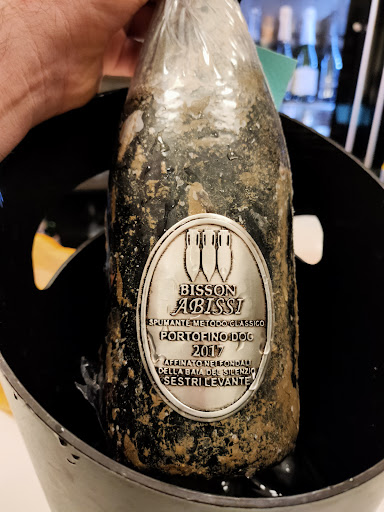 BISSON
ABISSI
SPUMANTE METODO CLASSICO
PORTOFINO DOC
2017
AFFINATO NEI FONDALI
DELLA BAIA DEL SILENZIO
SESTRI LEVANTE